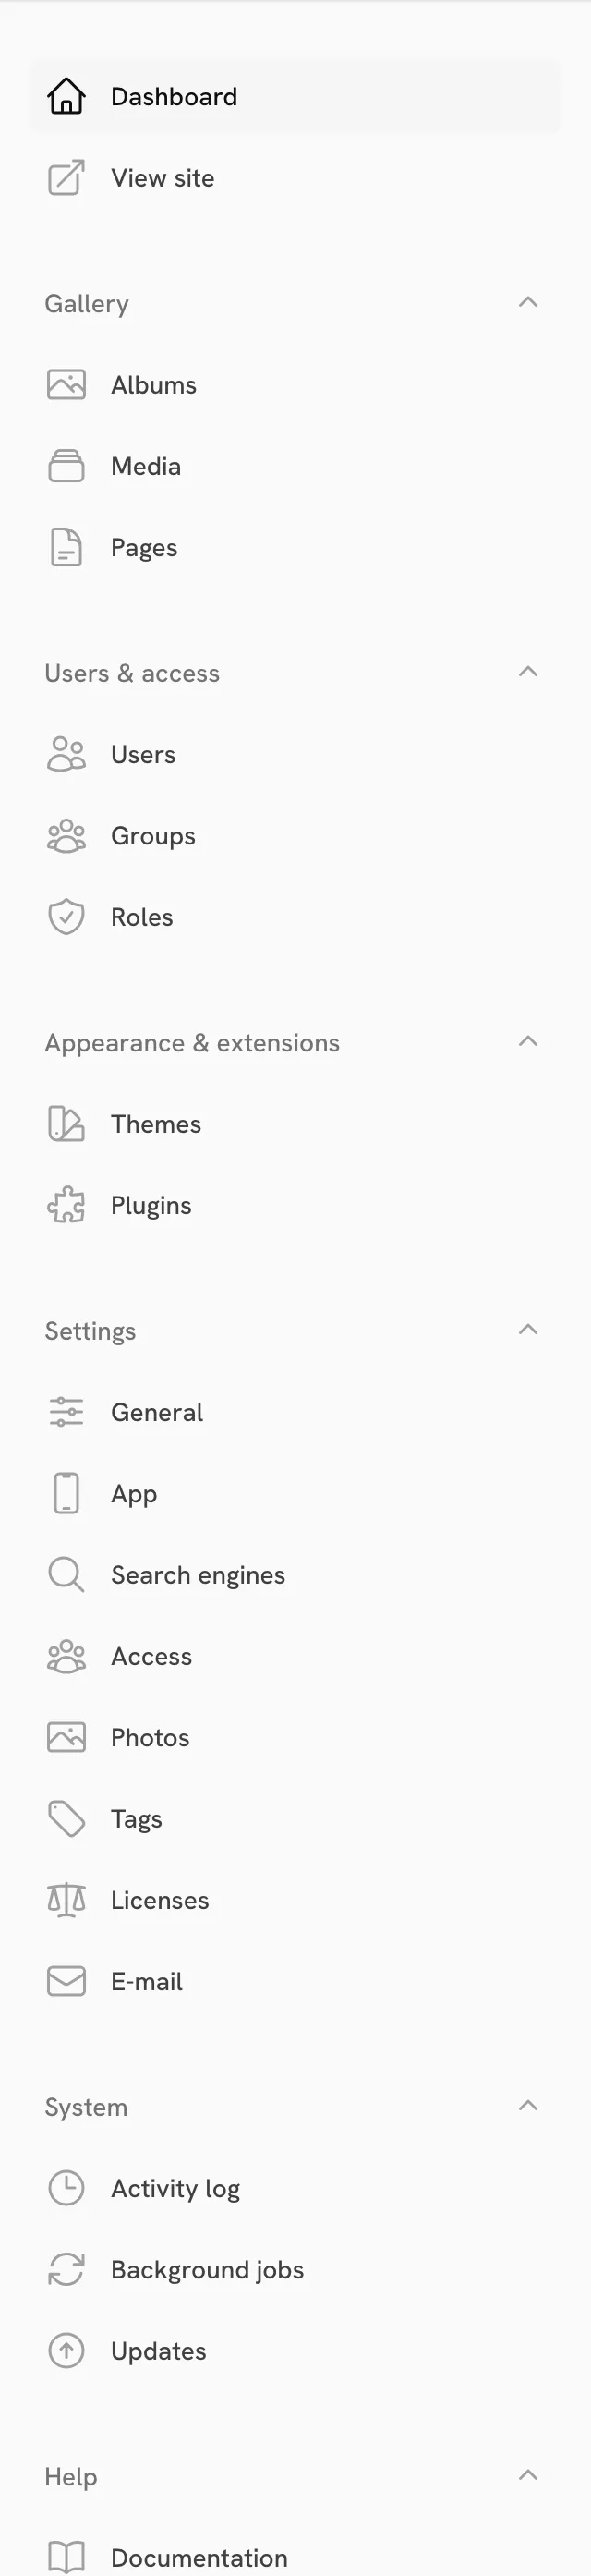 Dashboard
View site
Gallery
Albums
Media
Pages
Users & access
Users
Groups
Roles
Appearance & extensions
Themes
Plugins
Settings
General
App
Search engines
Access
Photos
Tags
Licenses
E-mail
System
Activity log
Background jobs
Updates
Help
Documentation